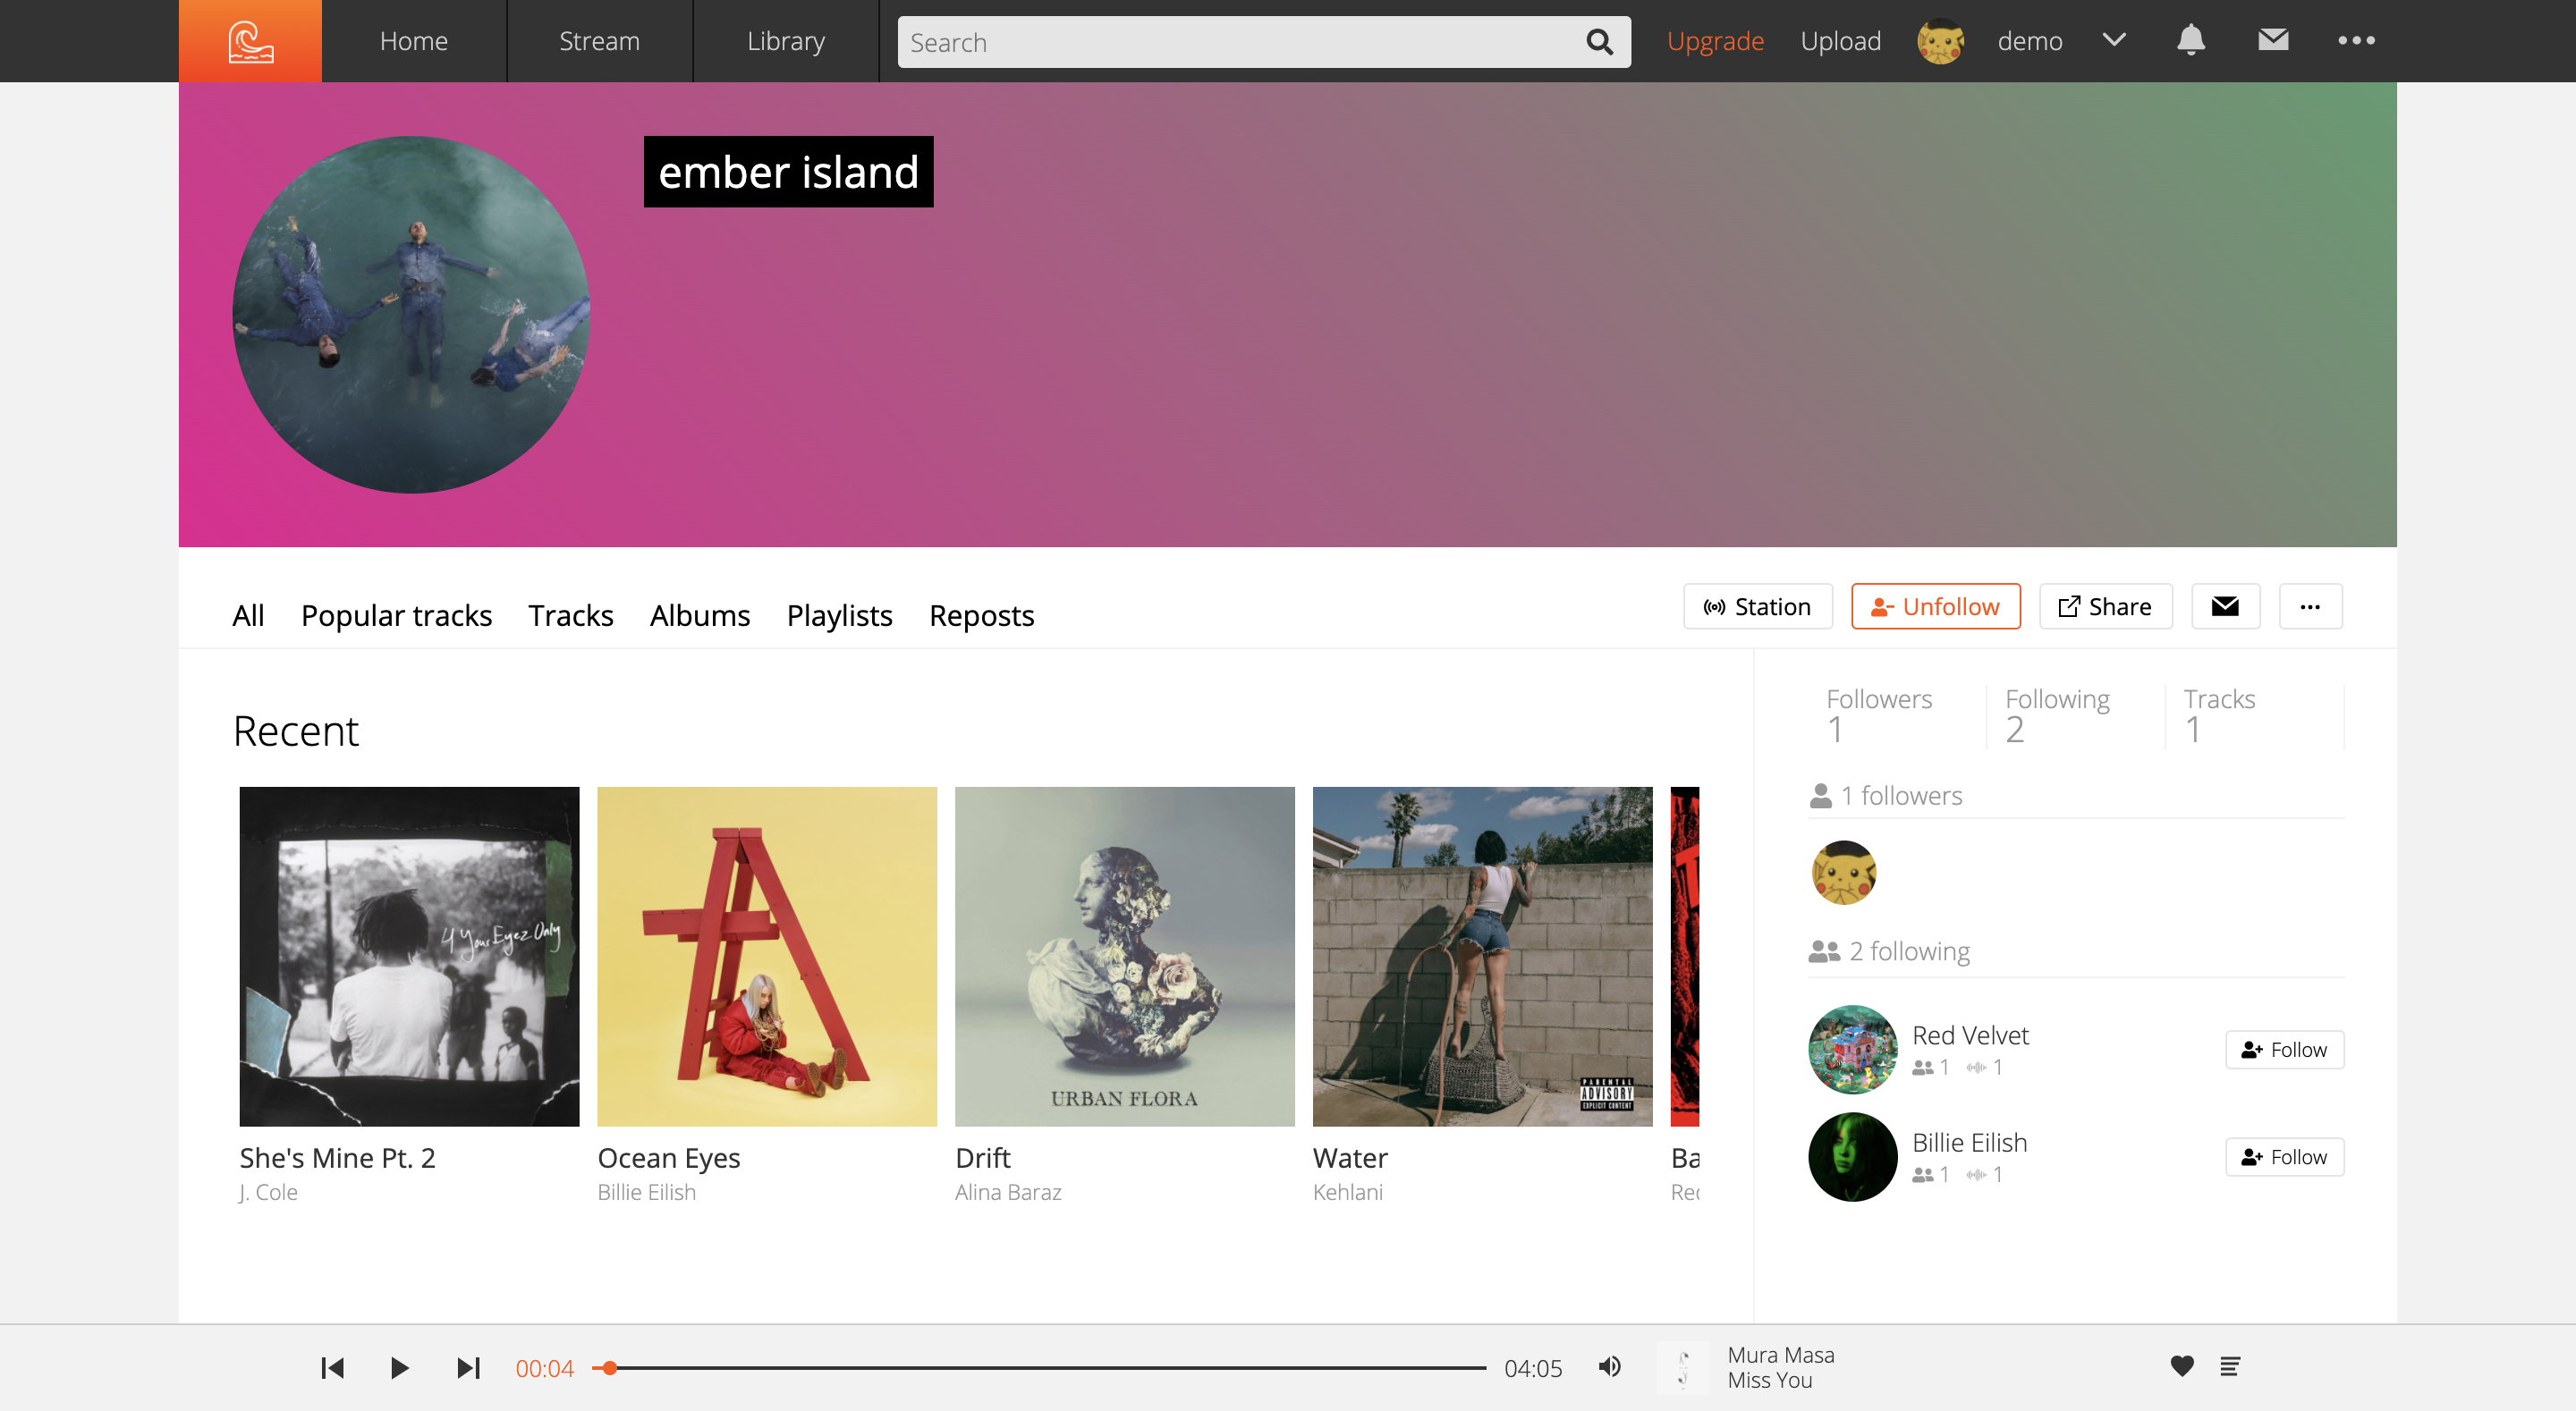 Home
Stream
Library
Search
Upgrade
Upload
demo
ember island
All
Popular tracks
Tracks
Albums
Playlists
Reposts
Station
Unfollow
Share
Recent
4 Your Eyez Only
URBAN FLORA
PARENTAL
ADVISORY
EXPLICIT CONTENT
She's Mine Pt. 2
J. Cole
Ocean Eyes
Billie Eilish
Drift
Alina Baraz
Water
Kehlani
Ba
Rec
Followers
1
Following
2
Tracks
1
1 followers
2 following
Red Velvet
1
1
Follow
Billie Eilish
1
1
Follow
00:04
04:05
Mura Masa
Miss You